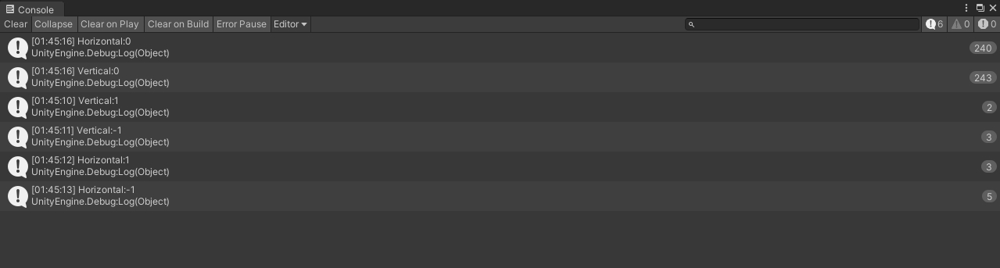 Console
Clear Collapse Clear on Play Clear on Build Error Pause Editor 6 0 0
[01:45:16] Horizontal:0
UnityEngine.Debug:Log(Object)
240
[01:45:16] Vertical:0
UnityEngine.Debug:Log(Object)
243
[01:45:10] Vertical:1
UnityEngine.Debug:Log(Object)
2
[01:45:11] Vertical:-1
UnityEngine.Debug:Log(Object)
3
[01:45:12] Horizontal:1
UnityEngine.Debug:Log(Object)
3
[01:45:13] Horizontal:-1
UnityEngine.Debug:Log(Object)
5